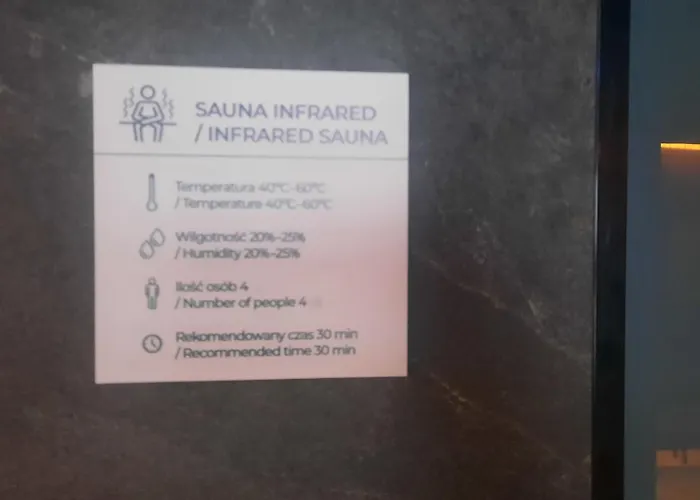 SAUNA INFRARED
/ INFRARED SAUNA
Temperatura 40°C-60°C
/ Temperature 40°C-60°C
Wilgotność 20%-25%
/ Humidity 20%-25%
Ilość osób 4
/ Number of people 4
Rekomendowany czas 30 min
/ Recommended time 30 min